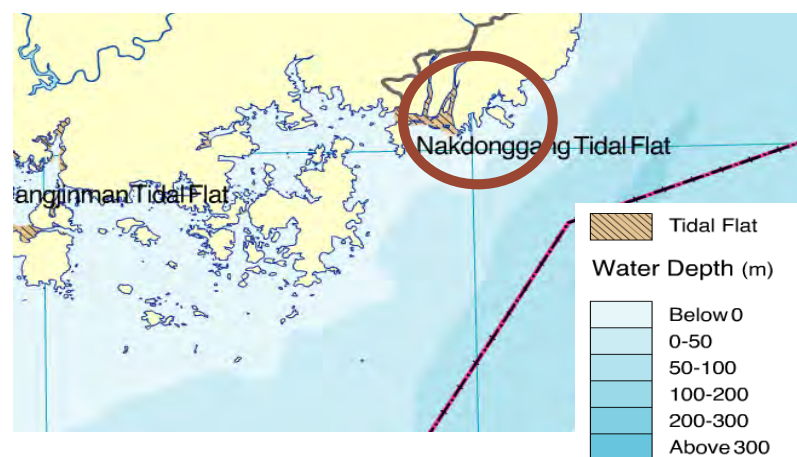 Nakdonggang Tidal Flat
angjinman Tidal Flat
Tidal Flat
Water Depth (m)
Below 0
0-50
50-100
100-200
200-300
Above 300